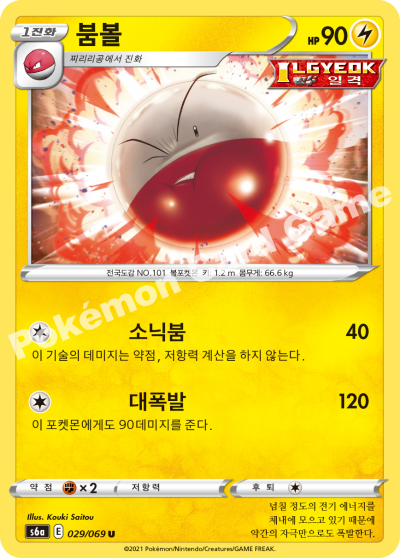 1진화 붐볼 HP 90
찌리리공에서 진화
ILGYEOK
일격
전국도감 NO.101 볼포켓몬 키: 1.2 m 몸무게: 66.6 kg
Pokémon Card Game
소닉붐 40
이 기술의 데미지는 약점, 저항력 계산을 하지 않는다.
대폭발 120
이 포켓몬에게도 90데미지를 준다.
약점 ×2 저항력 후퇴
Illus. Kouki Saitou
s6a E 029/069 U
넘칠 정도의 전기 에너지를
체내에 모으고 있기 때문에
약간의 자극만으로도 폭발한다.
©2021 Pokémon/Nintendo/Creatures/GAME FREAK.